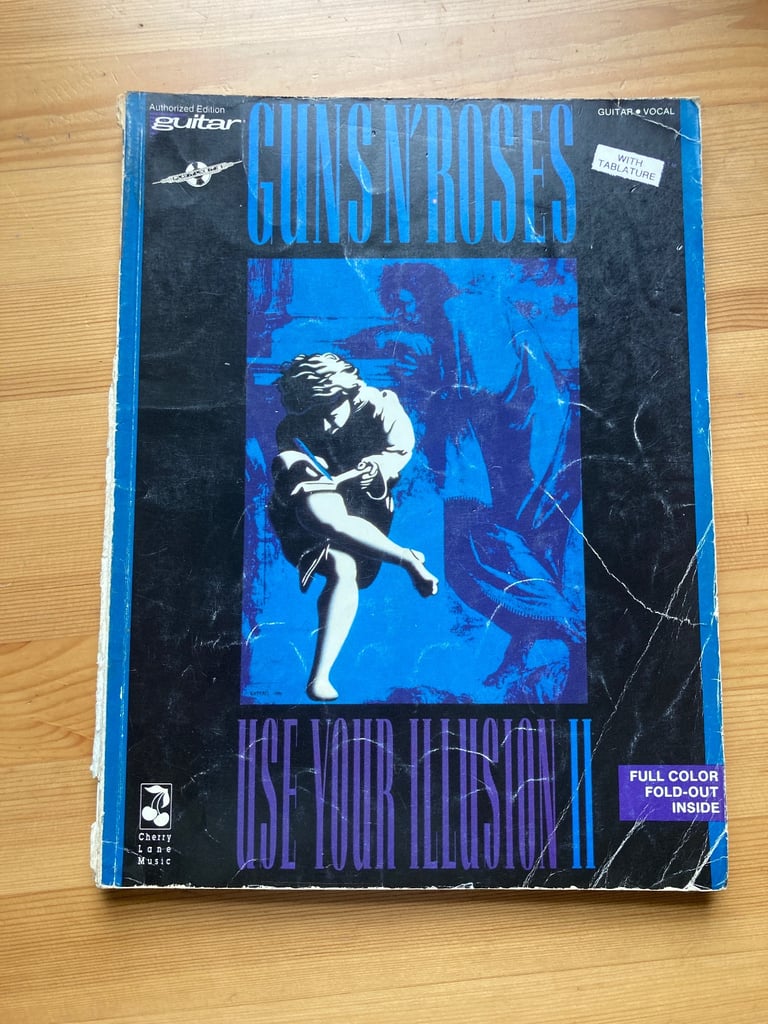 Authorized Edition
guitar
GUITAR • VOCAL
WITH
TABLATURE
GUNS N' ROSES
USE YOUR ILLUSION II
FULL COLOR
FOLD-OUT
INSIDE
Cherry
Lane
Music